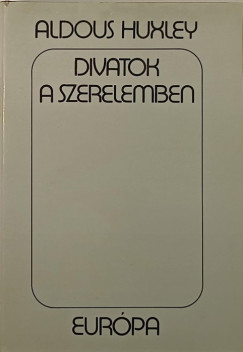 ALDOUS HUXLEY
DIVATOK
A SZERELEMBEN
EURÓPA